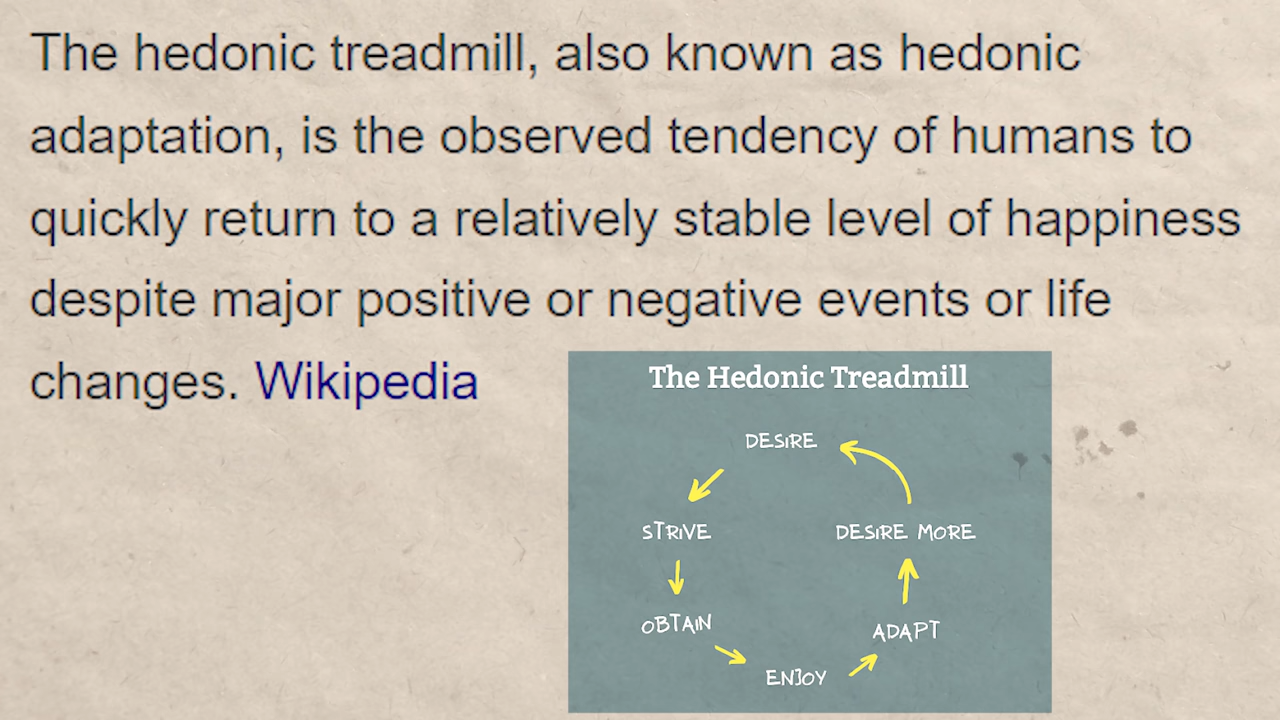 The hedonic treadmill, also known as hedonic
adaptation, is the observed tendency of humans to
quickly return to a relatively stable level of happiness
despite major positive or negative events or life
changes. Wikipedia
The Hedonic Treadmill
DESIRE
STRIVE
OBTAIN
ENJOY
ADAPT
DESIRE MORE